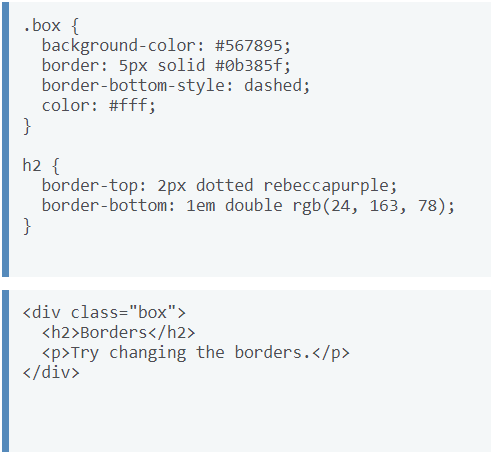 .box {
  background-color: #567895;
  border: 5px solid #0b385f;
  border-bottom-style: dashed;
  color: #fff;
}

h2 {
  border-top: 2px dotted rebeccapurple;
  border-bottom: 1em double rgb(24, 163, 78);
}

<div class="box">
  <h2>Borders</h2>
  <p>Try changing the borders.</p>
</div>